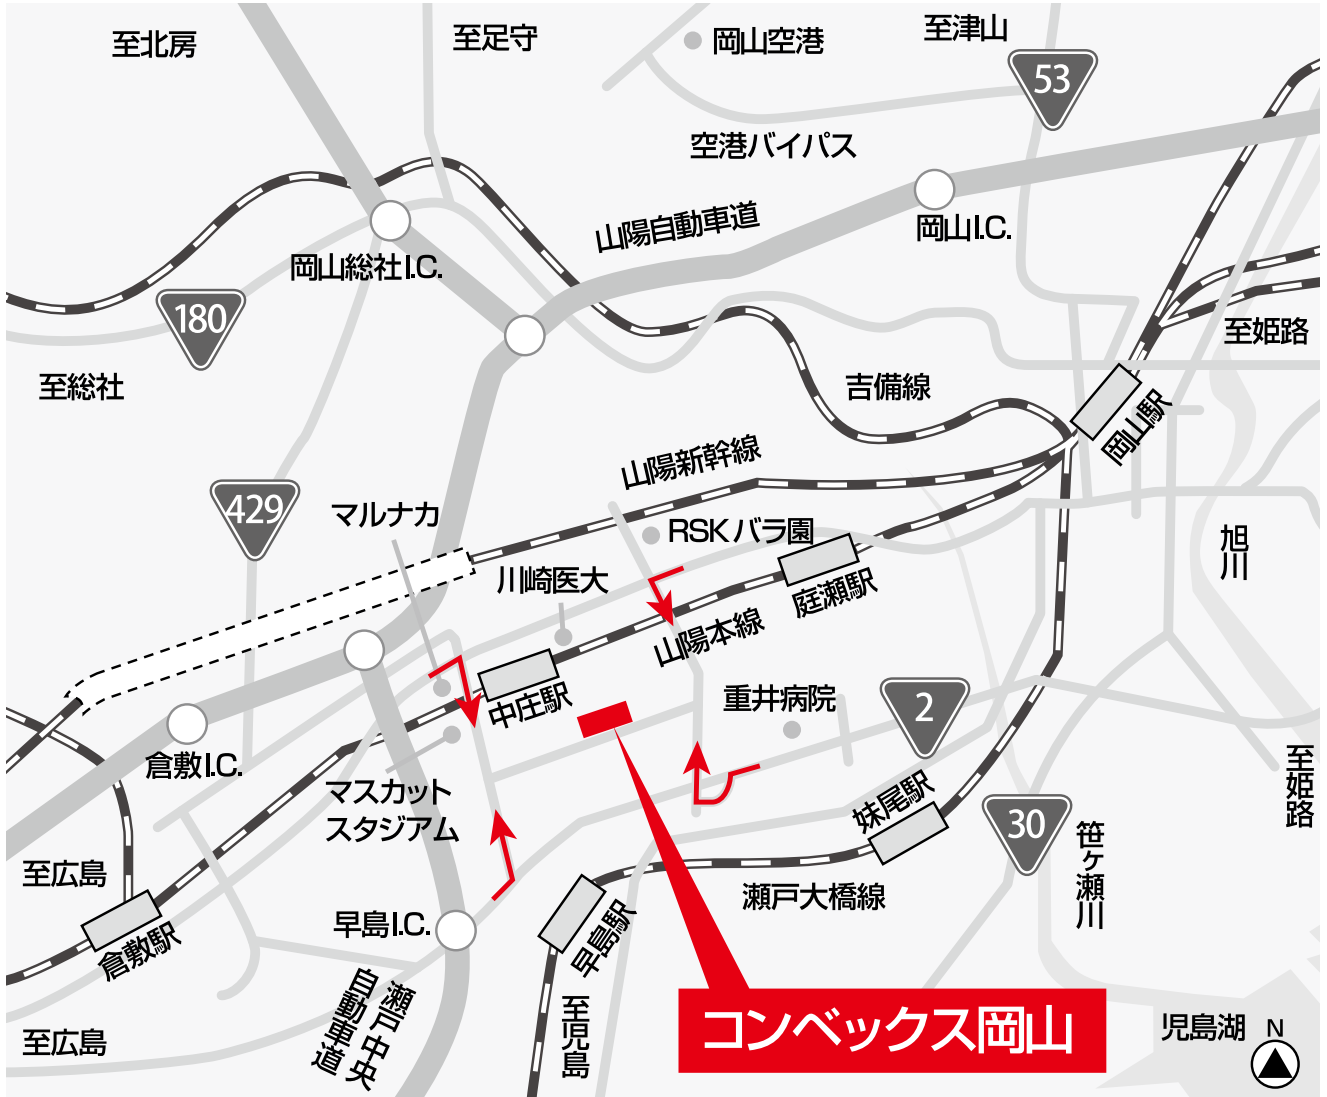 至北房
至足守
岡山空港
至津山
53
空港バイパス
山陽自動車道
岡山I.C.
岡山総社I.C.
180
至総社
至姫路
吉備線
岡山駅
山陽新幹線
429
マルナカ
RSKバラ園
旭川
川崎医大
庭瀬駅
山陽本線
中庄駅
重井病院
2
倉敷I.C.
マスカット
スタジアム
至姫路
妹尾駅
30
笹ヶ瀬川
至広島
瀬戸大橋線
早島I.C.
早島駅
倉敷駅
瀬戸中央
自動車道
至児島
コンベックス岡山
至広島
児島湖
N